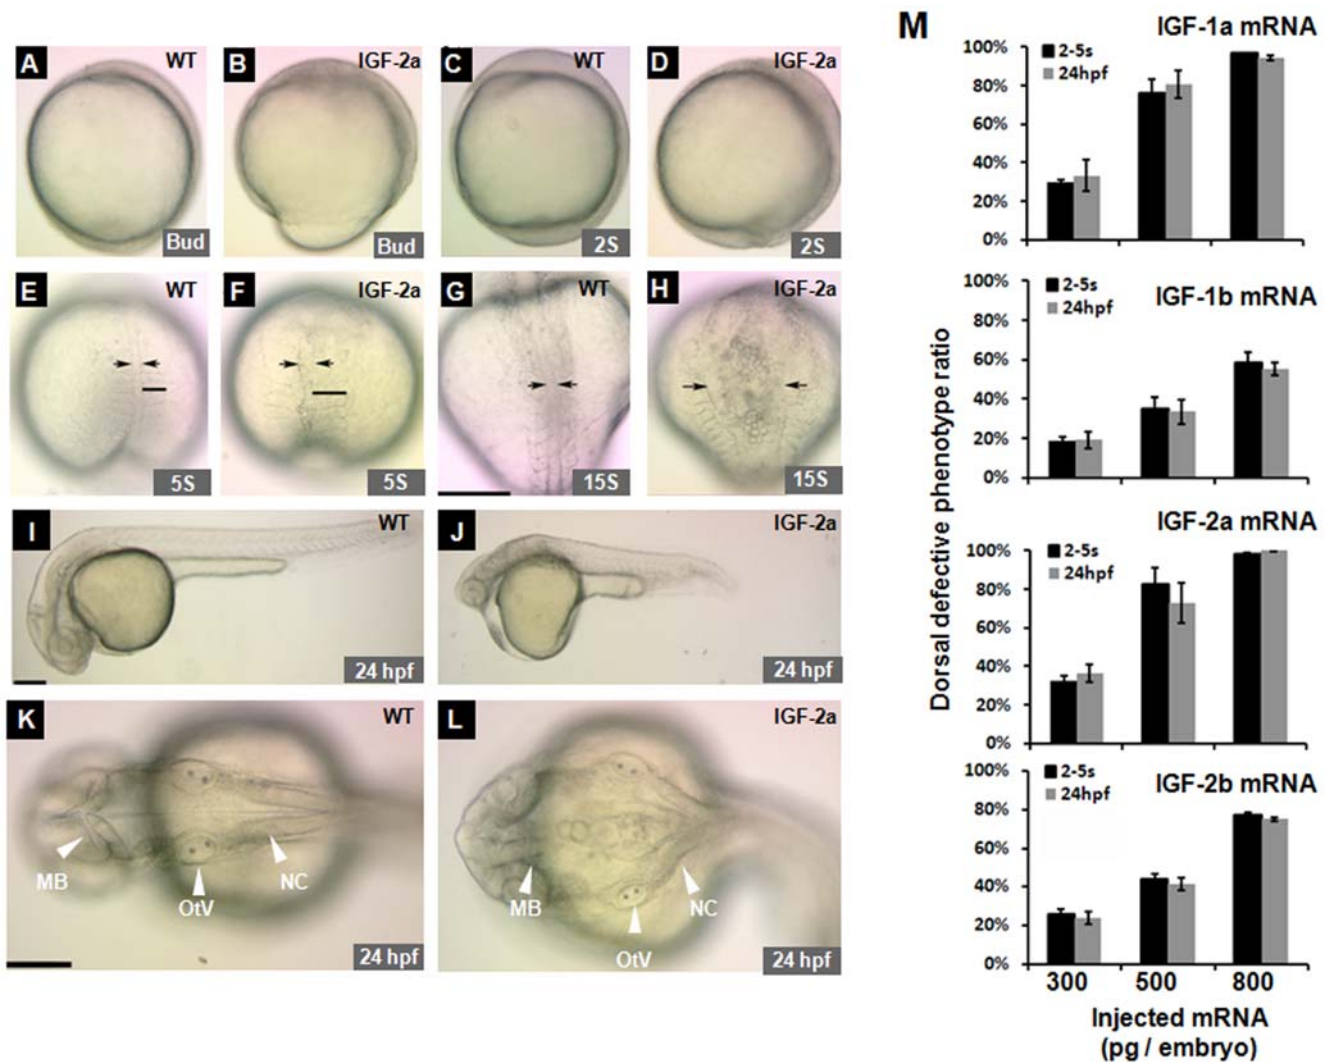 A WT Bud
B IGF-2a Bud
C WT 2S
D IGF-2a 2S
E WT 5S
F IGF-2a 5S
G WT 15S
H IGF-2a 15S
I WT 24 hpf
J IGF-2a 24 hpf
K WT
MB OtV NC
24 hpf
L IGF-2a
MB OtV NC
24 hpf
M
IGF-1a mRNA
2-5s
24hpf
100%
80%
60%
40%
20%
0%
IGF-1b mRNA
2-5s
24hpf
100%
80%
60%
40%
20%
0%
IGF-2a mRNA
2-5s
24hpf
100%
80%
60%
40%
20%
0%
IGF-2b mRNA
2-5s
24hpf
100%
80%
60%
40%
20%
0%
Dorsal defective phenotype ratio
300 500 800
Injected mRNA
(pg / embryo)